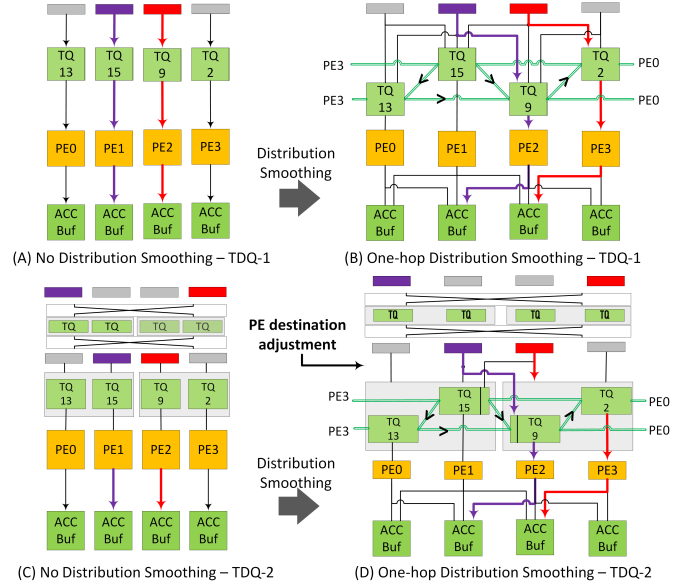 TQ 13
TQ 15
TQ 9
TQ 2
PE0
PE1
PE2
PE3
ACC Buf
ACC Buf
ACC Buf
ACC Buf
(A) No Distribution Smoothing – TDQ-1
Distribution
Smoothing
PE3
TQ 15
TQ 2
PE0
PE3
TQ 13
TQ 9
PE0
PE0
PE1
PE2
PE3
ACC Buf
ACC Buf
ACC Buf
ACC Buf
(B) One-hop Distribution Smoothing – TDQ-1
TQ
TQ
TQ
TQ
TQ 13
TQ 15
TQ 9
TQ 2
PE0
PE1
PE2
PE3
ACC Buf
ACC Buf
ACC Buf
ACC Buf
(C) No Distribution Smoothing – TDQ-2
PE destination
adjustment
Distribution
Smoothing
TQ
TQ
TQ
TQ
PE3
TQ 15
TQ 2
PE0
PE3
TQ 13
TQ 9
PE0
PE0
PE1
PE2
PE3
ACC Buf
ACC Buf
ACC Buf
ACC Buf
(D) One-hop Distribution Smoothing – TDQ-2